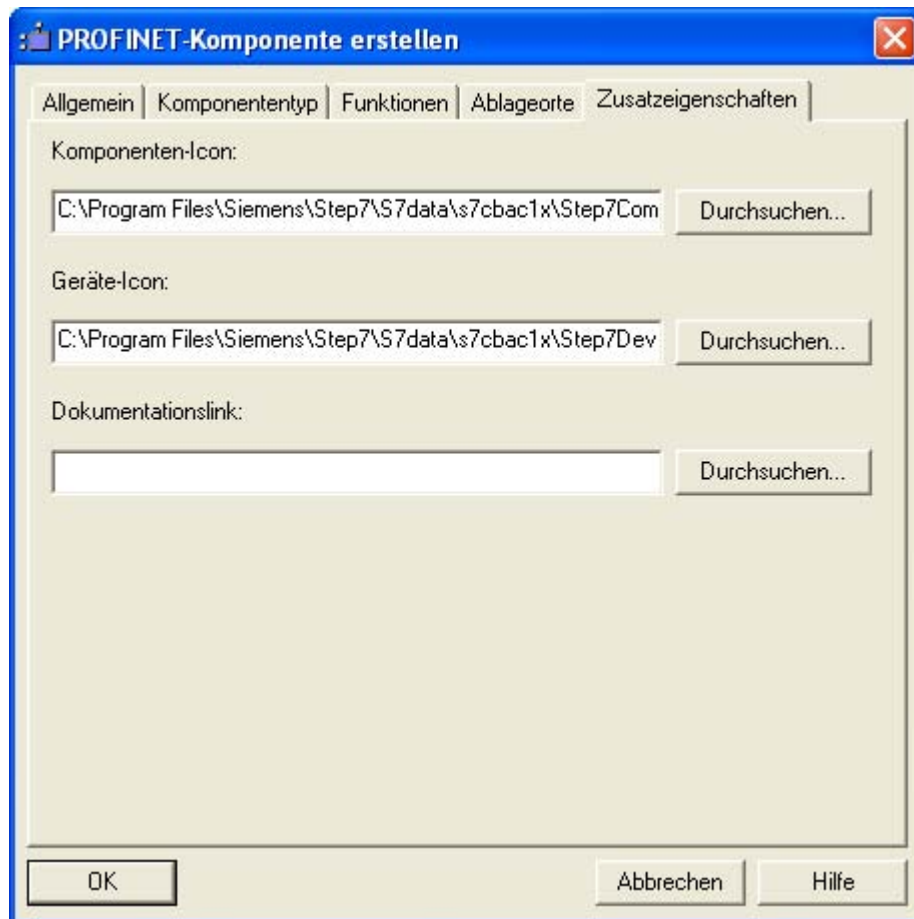 PROFINET-Komponente erstellen
Allgemein Komponententyp Funktionen Ablageorte Zusatzeigenschaften
Komponenten-Icon:
C:\Program Files\Siemens\Step7\S7data\s7cbac1x\Step7Com Durchsuchen...
Geräte-Icon:
C:\Program Files\Siemens\Step7\S7data\s7cbac1x\Step7Dev Durchsuchen...
Dokumentationslink:
Durchsuchen...
OK Abbrechen Hilfe